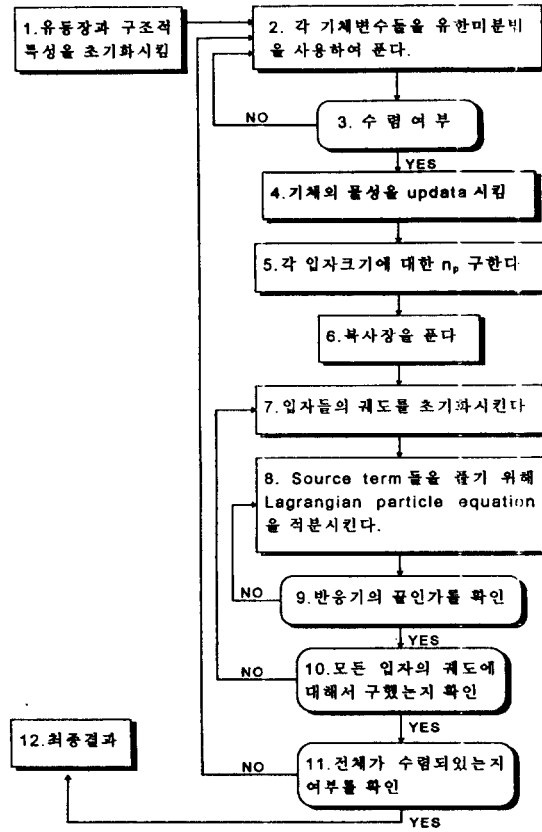 1.유동장과 구조적
특성을 초기화시킴
2. 각 기체변수들을 유한미분법
을 사용하여 푼다.
NO
3. 수 렴 여 부
YES
4.기체의 물성을 updata 시킴
5.각 입자크기에 대한 nₚ 구한다
6.복사장을 푼다
7.입자들의 궤도를 초기화시킨다
8. Source term들을 끊기 위해
Lagrangian particle equation
을 적분시킨다.
NO
9.반응기의 끝인가를 확인
YES
NO
10.모든 입자의 궤도에
대해서 구했는지 확인
YES
12.최종결과
NO
11.전체가 수렴되있는지
여부를 확인
YES